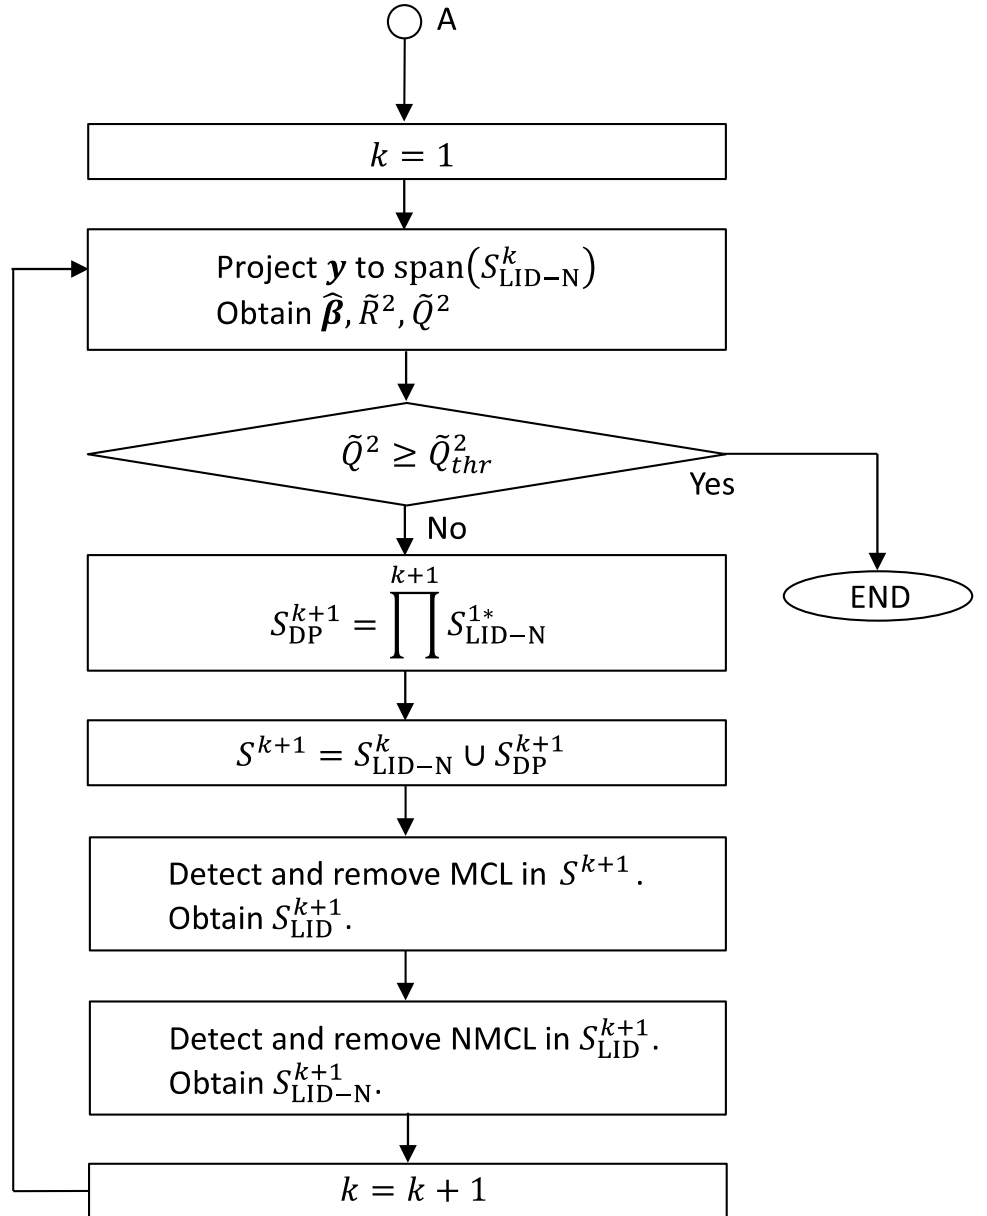 A
k = 1
Project 𝒚 to span(S^k_LID−N)
Obtain 𝜷̂, R̃², Q̃²
Q̃² ≥ Q̃²_thr
Yes
No
S^{k+1}_DP = ∏^{k+1} S^{1*}_LID−N
END
S^{k+1} = S^k_LID−N ∪ S^{k+1}_DP
Detect and remove MCL in S^{k+1}.
Obtain S^{k+1}_LID.
Detect and remove NMCL in S^{k+1}_LID.
Obtain S^{k+1}_LID−N.
k = k + 1